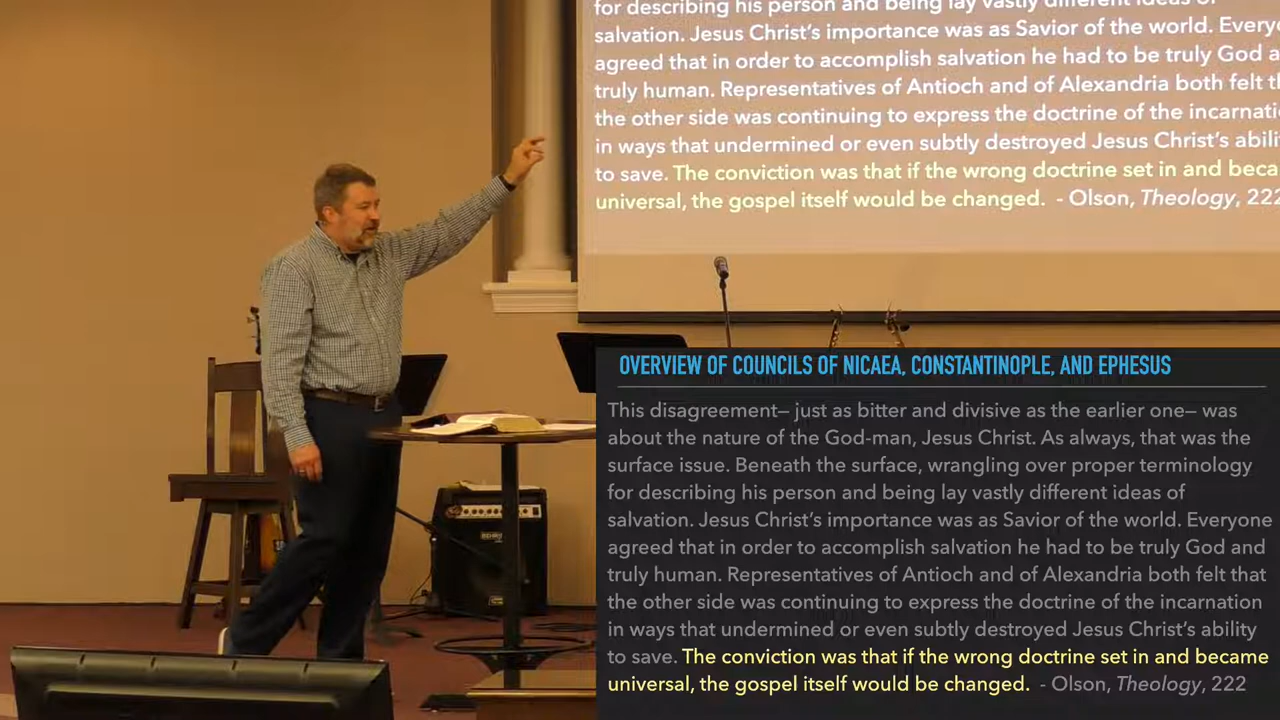 for describing his person and being lay vastly different ideas of
salvation. Jesus Christ's importance was as Savior of the world.
agreed that in order to accomplish salvation he had to be truly God
truly human. Representatives of Antioch and of Alexandria both felt
the other side was continuing to express the doctrine of the
in ways that undermined or even subtly destroyed Jesus Christ's
to save. The conviction was that if the wrong doctrine set in and
universal, the gospel itself would be changed. - Olson, Theology, 222
OVERVIEW OF COUNCILS OF NICAEA, CONSTANTINOPLE, AND EPHESUS
This disagreement– just as bitter and divisive as the earlier one– was
about the nature of the God-man, Jesus Christ. As always, that was the
surface issue. Beneath the surface, wrangling over proper terminology
for describing his person and being lay vastly different ideas of
salvation. Jesus Christ's importance was as Savior of the world. Everyone
agreed that in order to accomplish salvation he had to be truly God and
truly human. Representatives of Antioch and of Alexandria both felt that
the other side was continuing to express the doctrine of the incarnation
in ways that undermined or even subtly destroyed Jesus Christ's ability
to save. The conviction was that if the wrong doctrine set in and became
universal, the gospel itself would be changed. - Olson, Theology, 222